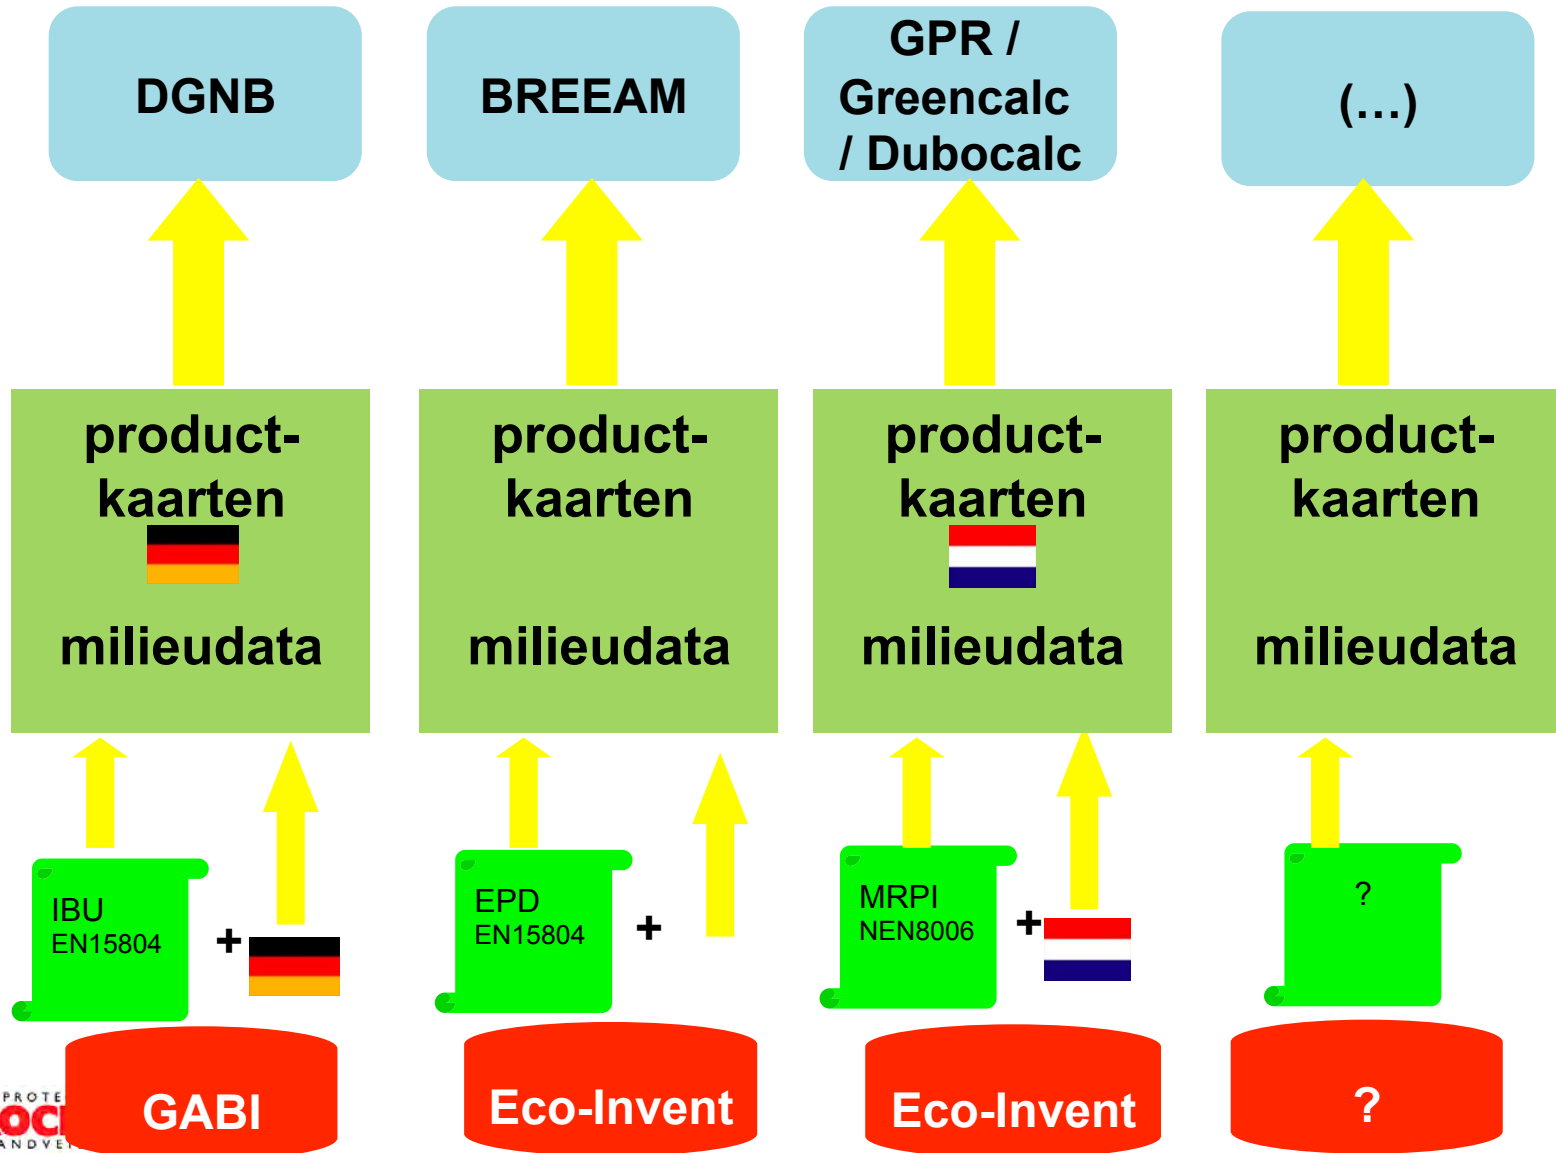 DGNB
BREEAM
GPR /
Greencalc
/ Dubocalc
(...)
product-
kaarten
milieudata
product-
kaarten
milieudata
product-
kaarten
milieudata
product-
kaarten
milieudata
IBU
EN15804
+
EPD
EN15804
+
MRPI
NEN8006
+
?
GABI
Eco-Invent
Eco-Invent
?